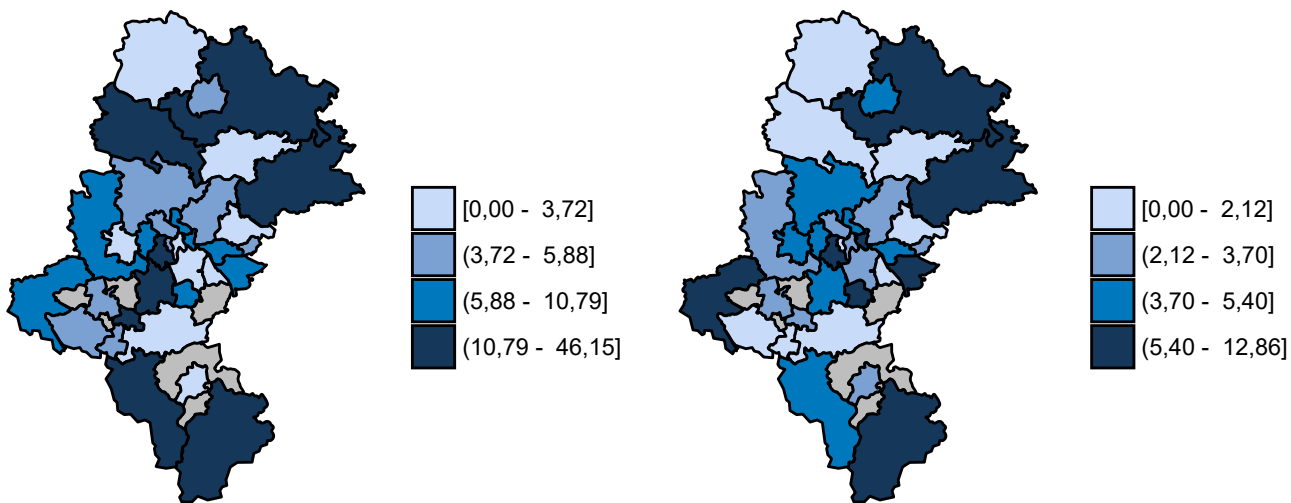 [0,00 - 3,72]
(3,72 - 5,88]
(5,88 - 10,79]
(10,79 - 46,15]
[0,00 - 2,12]
(2,12 - 3,70]
(3,70 - 5,40]
(5,40 - 12,86]